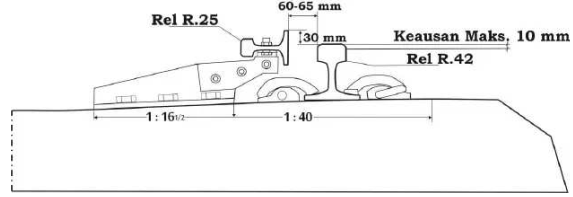 60-65 mm
Rel R.25
30 mm
Keausan Maks. 10 mm
Rel R.42
1 : 16 1/2
1 : 40